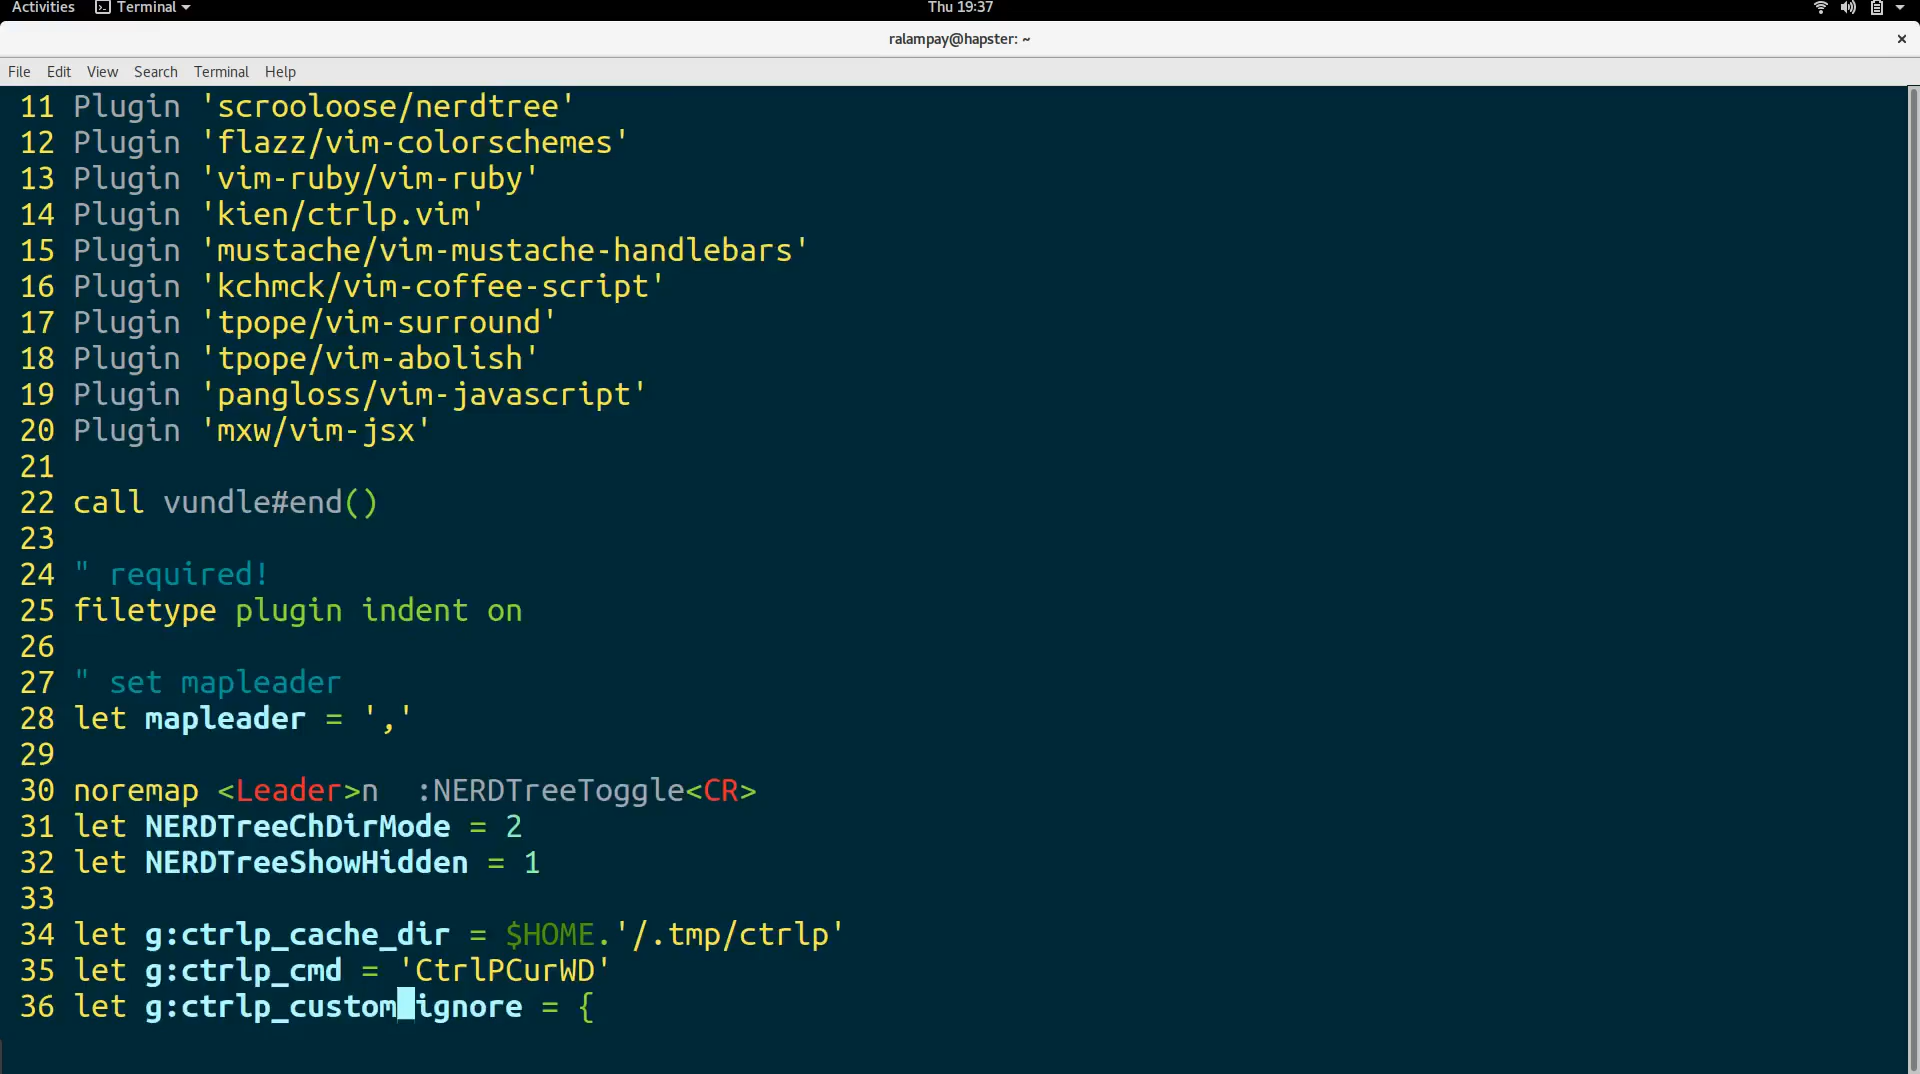 Activities Terminal Thu 19:37
ralampay@hapster: ~ ×
File Edit View Search Terminal Help
11 Plugin 'scrooloose/nerdtree'
12 Plugin 'flazz/vim-colorschemes'
13 Plugin 'vim-ruby/vim-ruby'
14 Plugin 'kien/ctrlp.vim'
15 Plugin 'mustache/vim-mustache-handlebars'
16 Plugin 'kchmck/vim-coffee-script'
17 Plugin 'tpope/vim-surround'
18 Plugin 'tpope/vim-abolish'
19 Plugin 'pangloss/vim-javascript'
20 Plugin 'mxw/vim-jsx'
21
22 call vundle#end()
23
24 " required!
25 filetype plugin indent on
26
27 " set mapleader
28 let mapleader = ','
29
30 noremap <Leader>n  :NERDTreeToggle<CR>
31 let NERDTreeChDirMode = 2
32 let NERDTreeShowHidden = 1
33
34 let g:ctrlp_cache_dir = $HOME.'/.tmp/ctrlp'
35 let g:ctrlp_cmd = 'CtrlPCurWD'
36 let g:ctrlp_custom_ignore = {